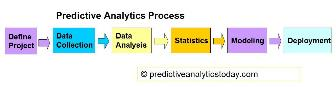 Predictive Analytics Process
Define
Project
Data
Collection
Data
Analysis
Statistics
Modeling
Deployment
© predictiveanalyticstoday.com